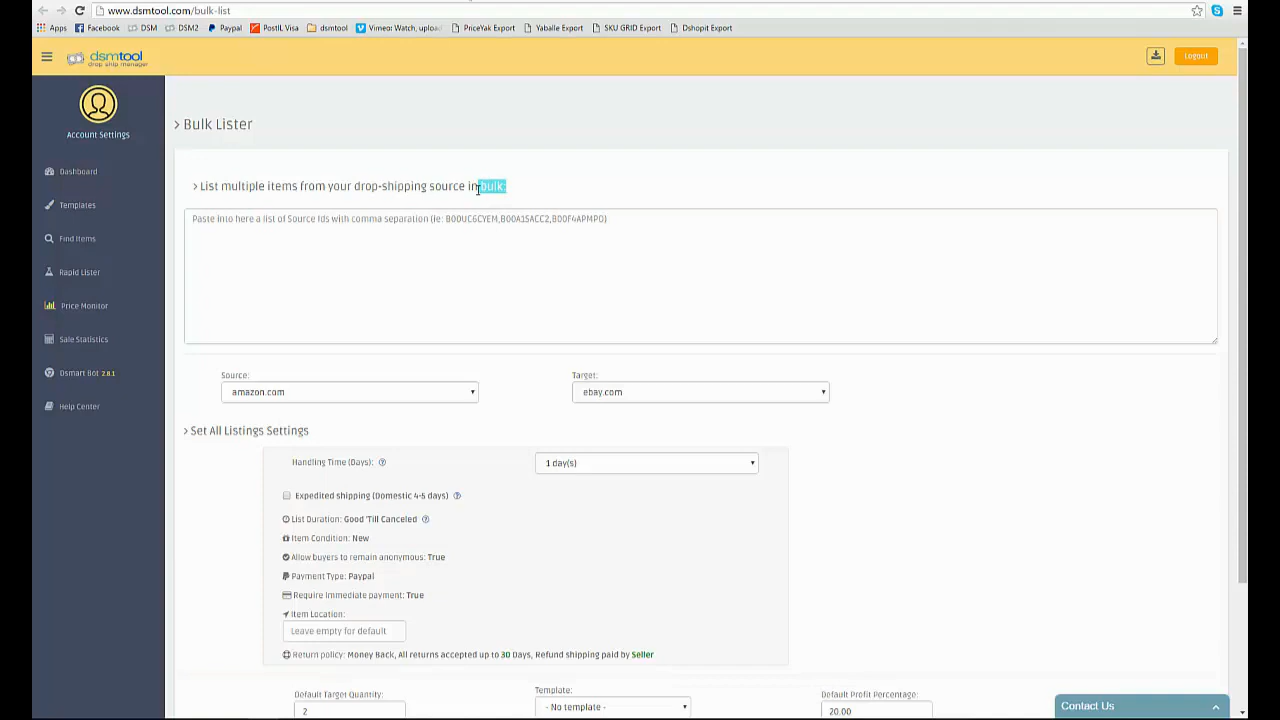 www.dsmtool.com/bulk-list
Apps Facebook DSM DSM2 Paypal PostIL Visa dsmtool Vimeo: Watch, upload PriceYak Export Yaballe Export SKU GRID Export Dshopit Export
dsmtool
drop ship manager
Logout
Account Settings
Dashboard
Templates
Find Items
Rapid Lister
Price Monitor
Sale Statistics
Dsmart Bot 2.8.1
Help Center
> Bulk Lister
> List multiple items from your drop-shipping source in bulk:
Paste into here a list of Source Ids with comma separation (ie: B00UC6CYEM,B00A1SACC2,B00F4APMPO)
Source: Target:
amazon.com ebay.com
> Set All Listings Settings
Handling Time (Days): 1 day(s)
Expedited shipping (Domestic 4-5 days)
List Duration: Good 'Till Canceled
Item Condition: New
Allow buyers to remain anonymous: True
Payment Type: Paypal
Require Immediate payment: True
Item Location:
Leave empty for default
Return policy: Money Back, All returns accepted up to 30 Days, Refund shipping paid by Seller
Default Target Quantity: Template: Default Profit Percentage:
2 - No template - 20.00
Contact Us